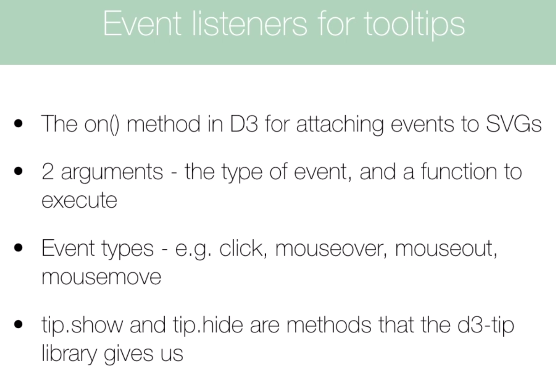 Event listeners for tooltips
• The on() method in D3 for attaching events to SVGs
• 2 arguments - the type of event, and a function to
execute
• Event types - e.g. click, mouseover, mouseout,
mousemove
• tip.show and tip.hide are methods that the d3-tip
library gives us